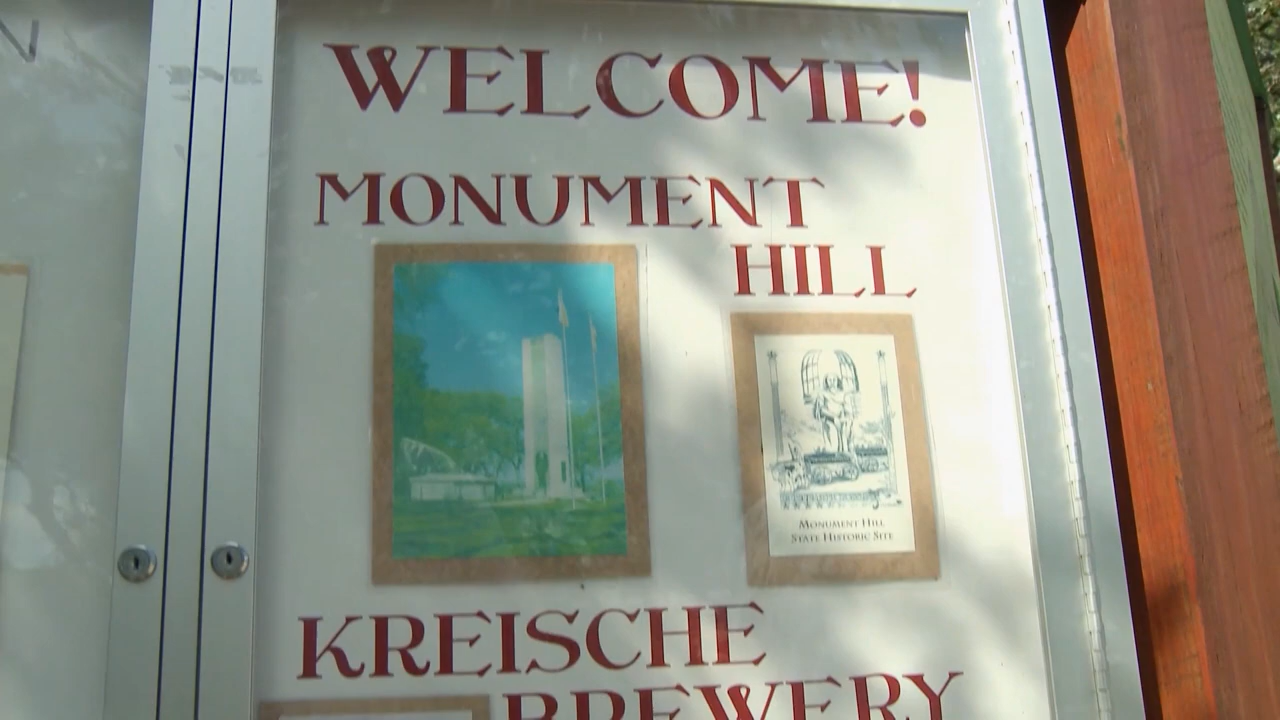 WELCOME!
MONUMENT
HILL
MONUMENT HILL
STATE HISTORIC SITE
KREISCHE
BREWERY